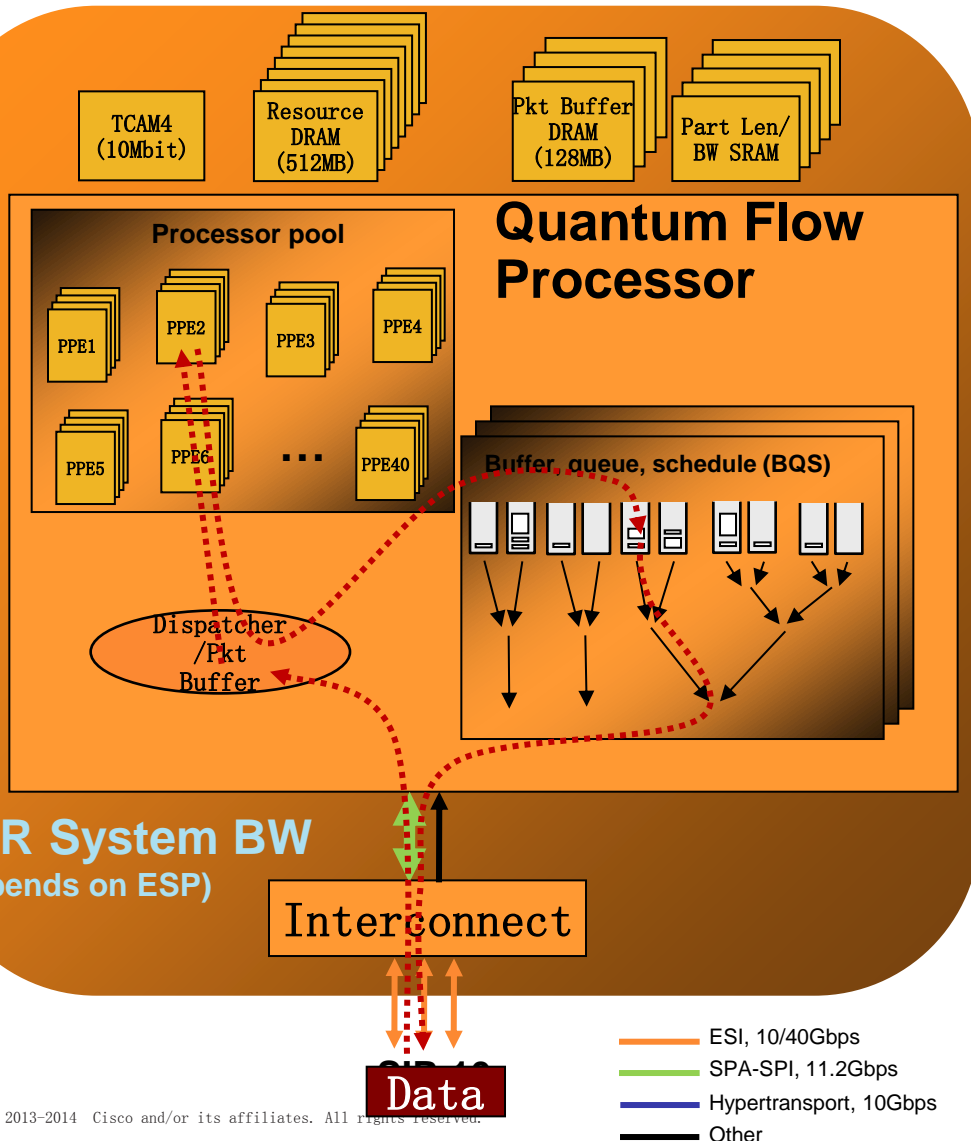 TCAM4
(10Mbit)
Resource
DRAM
(512MB)
Pkt Buffer
DRAM
(128MB)
Part Len/
BW SRAM
Quantum Flow
Processor
Processor pool
PPE1
PPE2
PPE3
PPE4
PPE5
PPE6
...
PPE40
Buffer, queue, schedule (BQS)
Dispatcher
/Pkt
Buffer
R System BW
pends on ESP)
Interconnect
Data
ESI, 10/40Gbps
SPA-SPI, 11.2Gbps
Hypertransport, 10Gbps
Other
2013-2014 Cisco and/or its affiliates. All rights reserved.